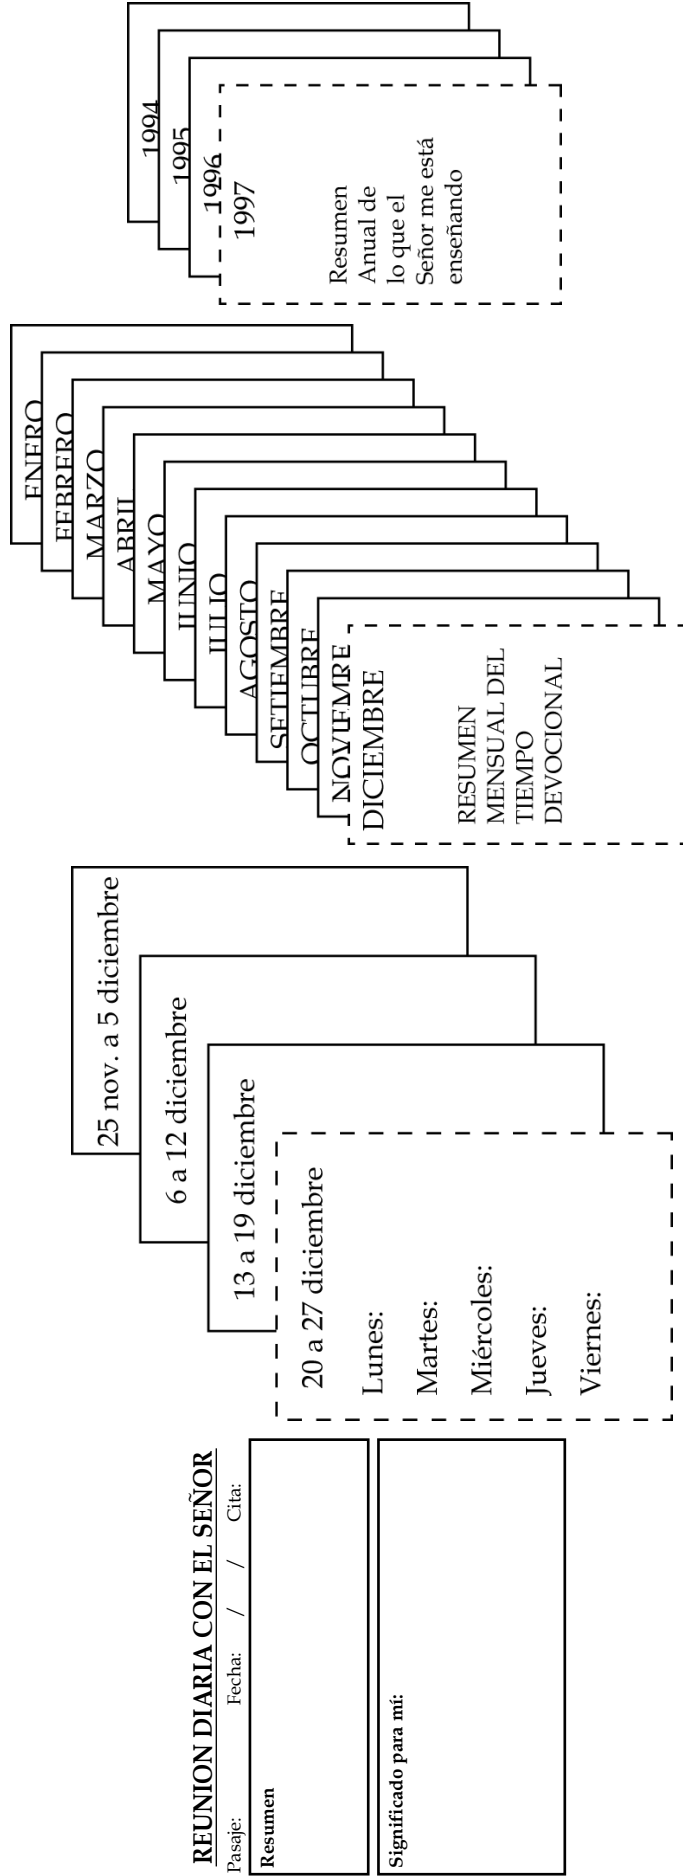 REUNION DIARIA CON EL SEÑOR
Pasaje: Fecha: / / Cita:
Resumen
Significado para mí:
25 nov. a 5 diciembre
6 a 12 diciembre
13 a 19 diciembre
20 a 27 diciembre
Lunes:
Martes:
Miércoles:
Jueves:
Viernes:
ENERO
FEBRERO
MARZO
ABRIL
MAYO
JUNIO
JULIO
AGOSTO
SETIEMBRE
OCTUBRE
NOVIEMRE
DICIEMBRE
RESUMEN
MENSUAL DEL
TIEMPO
DEVOCIONAL
1994
1995
1996
1997
Resumen
Anual de
lo que el
Señor me está
enseñando